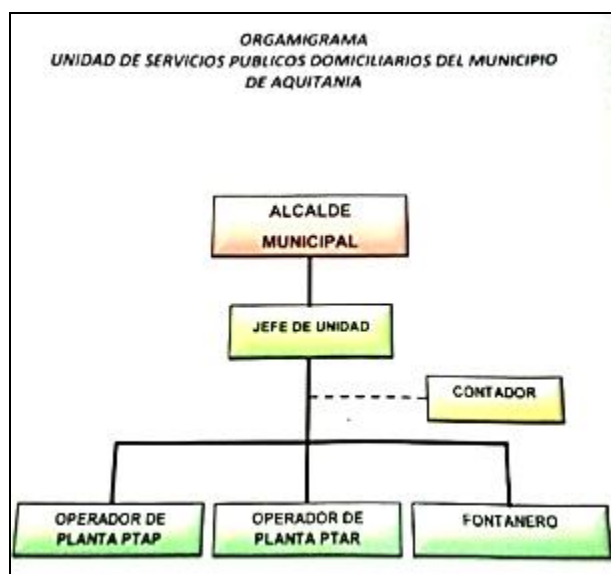 ORGAMIGRAMA
UNIDAD DE SERVICIOS PUBLICOS DOMICILIARIOS DEL MUNICIPIO
DE AQUITANIA
ALCALDE
MUNICIPAL
JEFE DE UNIDAD
CONTADOR
OPERADOR DE
PLANTA PTAP
OPERADOR DE
PLANTA PTAR
FONTANERO